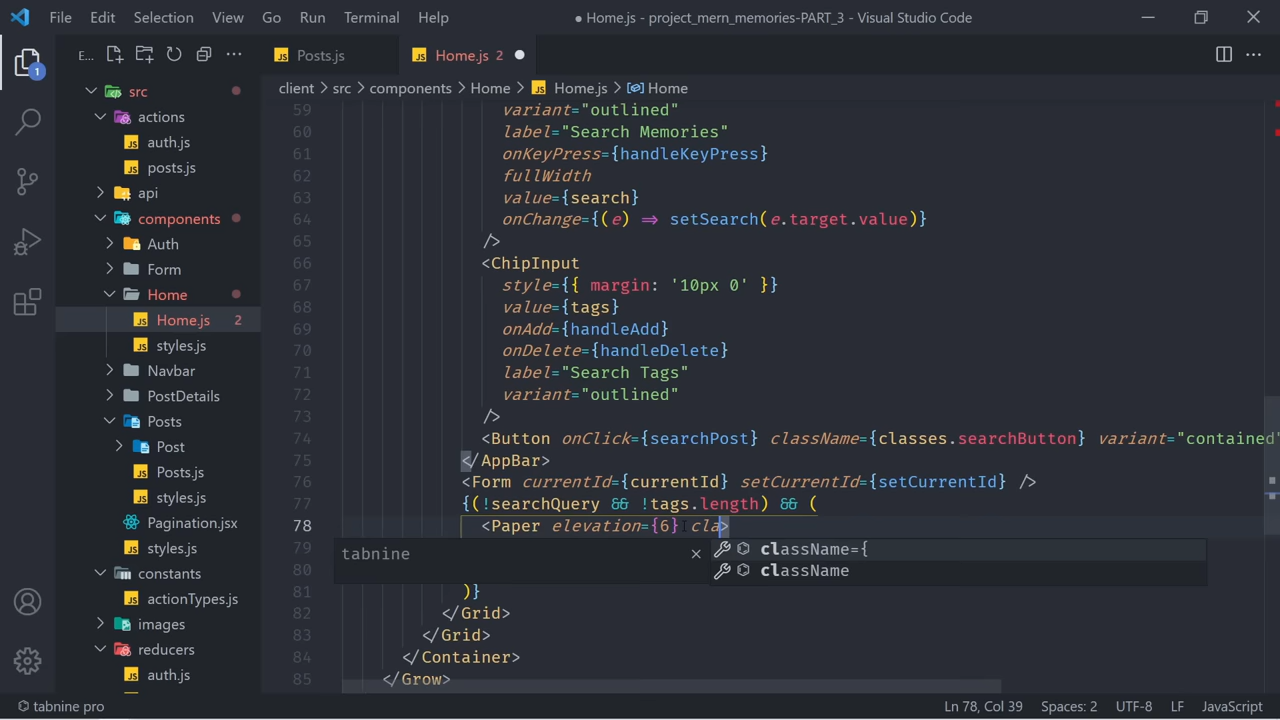 File Edit Selection View Go Run Terminal Help
● Home.js - project_mern_memories-PART_3 - Visual Studio Code
E...
JS Posts.js
JS Home.js 2 ●
client > src > components > Home > JS Home.js > Home
1
src
actions
JS auth.js
JS posts.js
api
components
Auth
Form
Home
JS Home.js 2
JS styles.js
Navbar
PostDetails
Posts
Post
JS Posts.js
JS styles.js
Pagination.jsx
JS styles.js
constants
JS actionTypes.js
images
reducers
JS auth.js
59 variant="outlined"
60 label="Search Memories"
61 onKeyPress={handleKeyPress}
62 fullWidth
63 value={search}
64 onChange={(e) => setSearch(e.target.value)}
65 />
66 <ChipInput
67 style={{ margin: '10px 0' }}
68 value={tags}
69 onAdd={handleAdd}
70 onDelete={handleDelete}
71 label="Search Tags"
72 variant="outlined"
73 />
74 <Button onClick={searchPost} className={classes.searchButton} variant="contained"
75 </AppBar>
76 <Form currentId={currentId} setCurrentId={setCurrentId} />
77 {(!searchQuery && !tags.length) && (
78 <Paper elevation={6} cla>
79
tabnine ×
className={
className
80
81 )}
82 </Grid>
83 </Grid>
84 </Container>
85 </Grow>
tabnine pro
Ln 78, Col 39 Spaces: 2 UTF-8 LF JavaScript